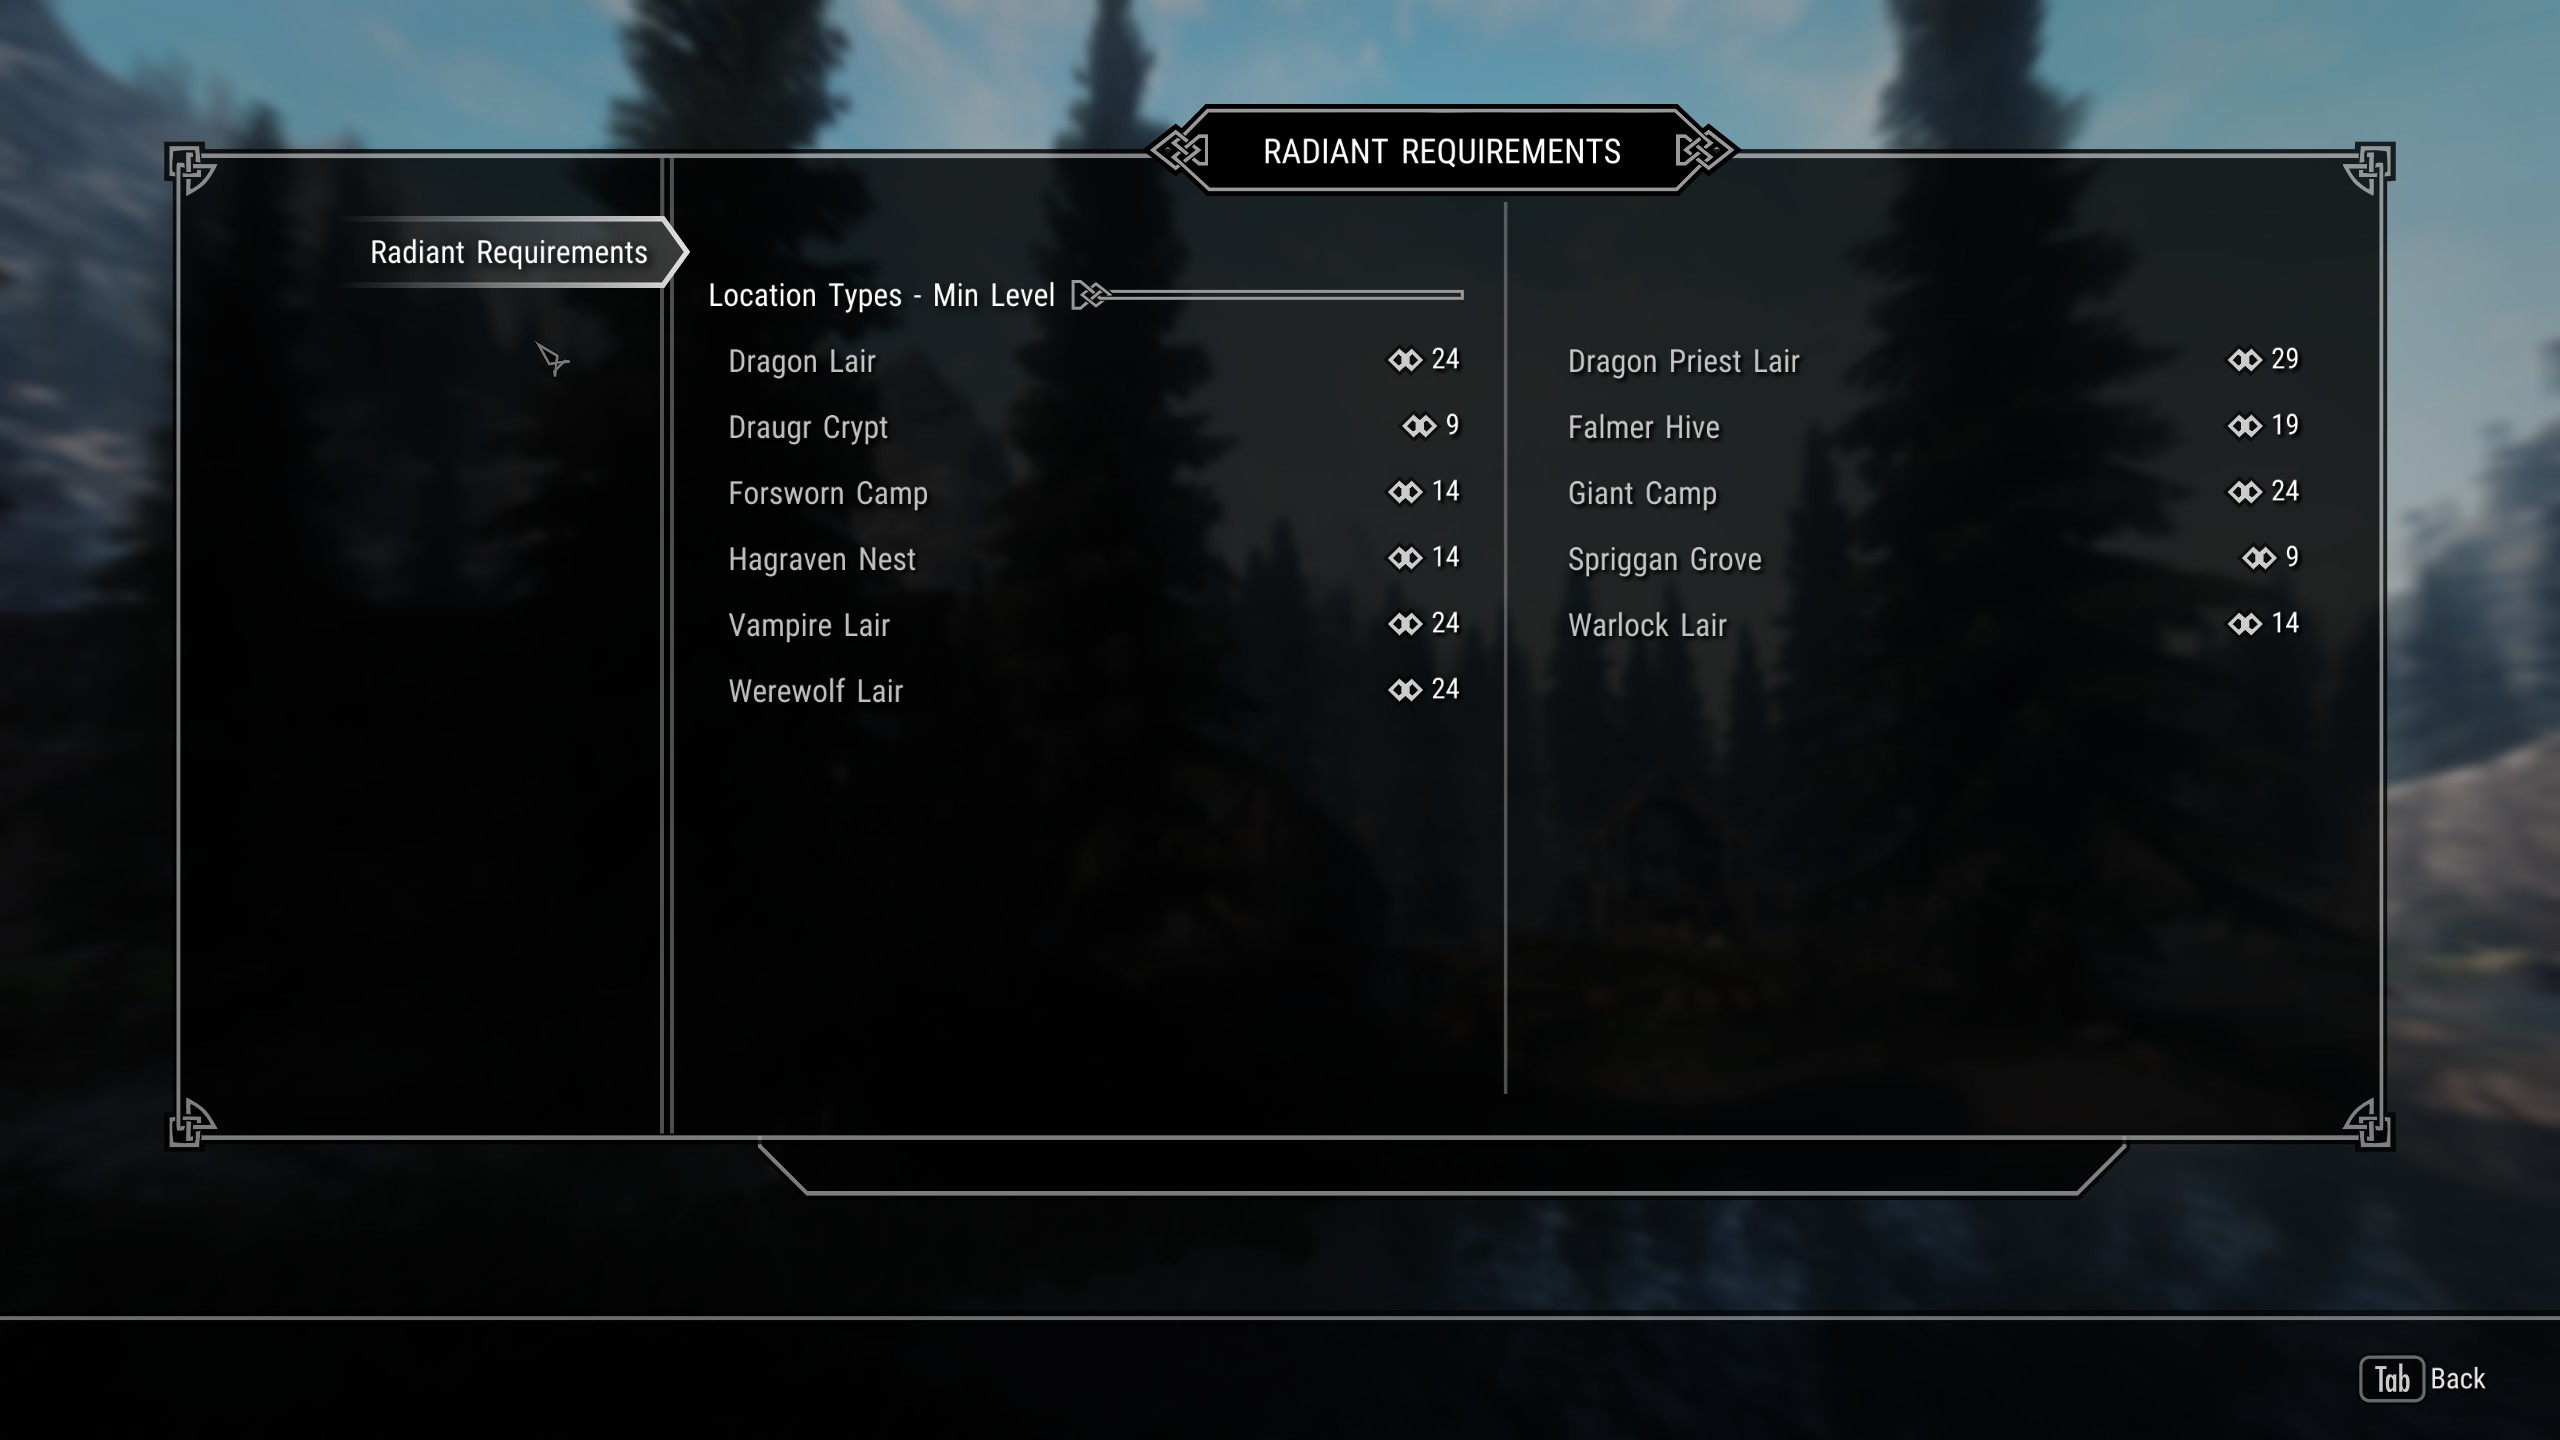 RADIANT REQUIREMENTS
Radiant Requirements
Location Types - Min Level
Dragon Lair 24 Dragon Priest Lair 29
Draugr Crypt 9 Falmer Hive 19
Forsworn Camp 14 Giant Camp 24
Hagraven Nest 14 Spriggan Grove 9
Vampire Lair 24 Warlock Lair 14
Werewolf Lair 24
Tab Back